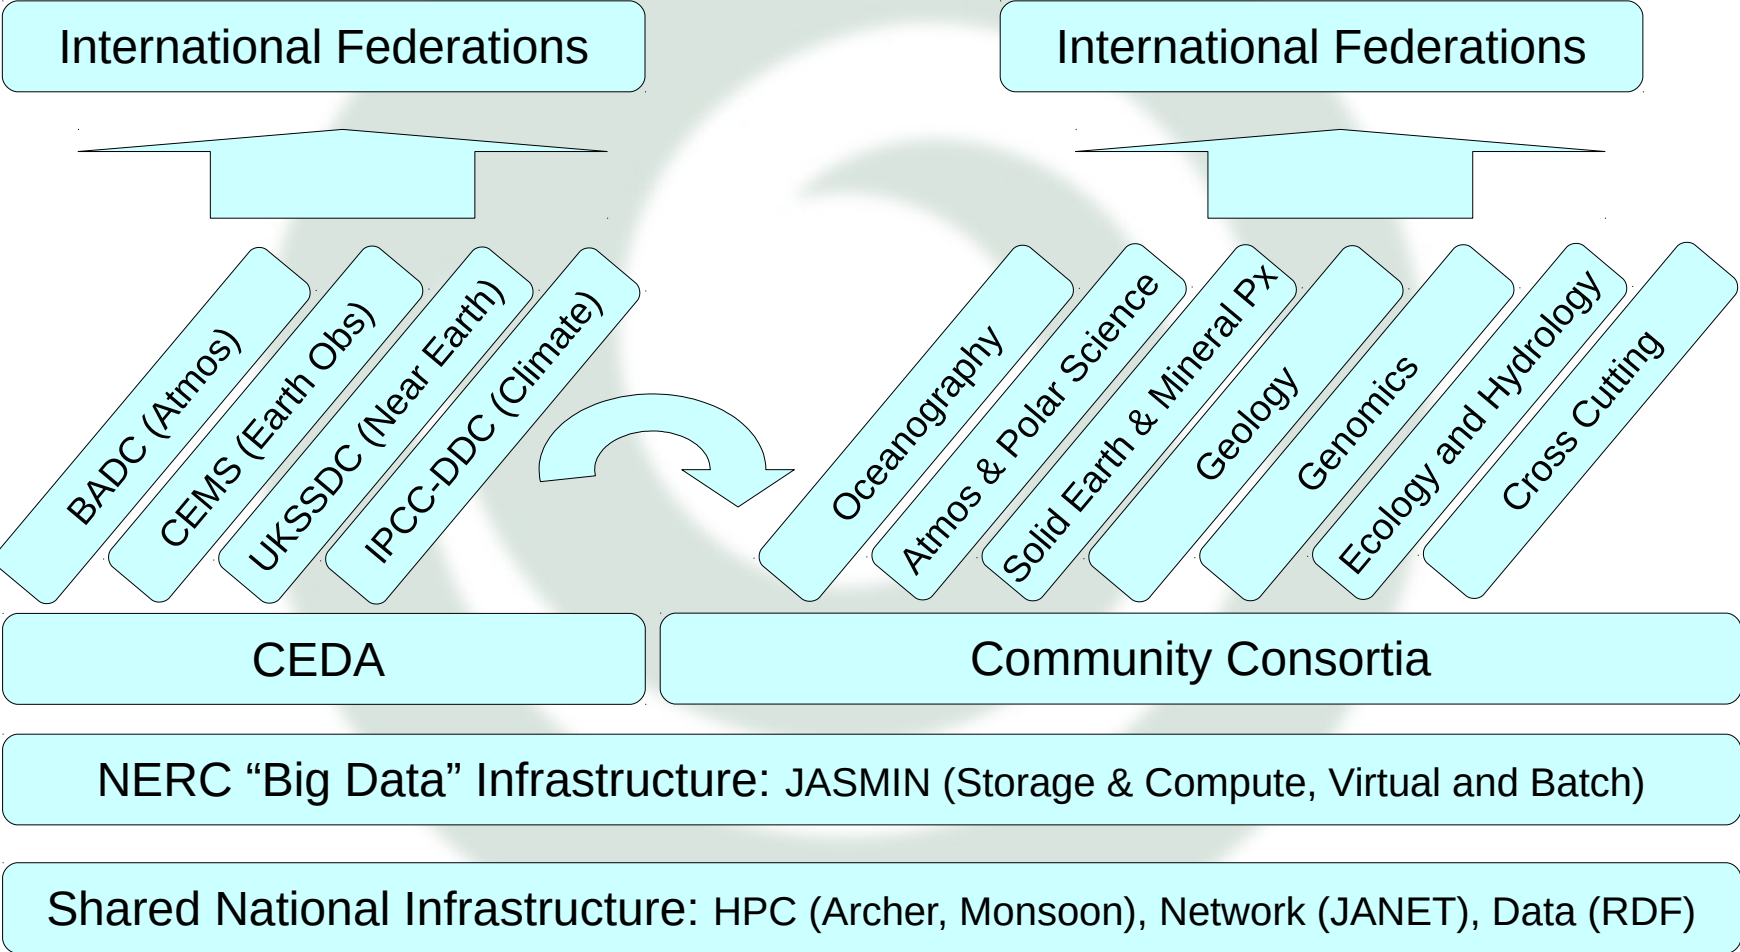 International Federations
International Federations
BADC (Atmos)
CEMS (Earth Obs)
UKSSDC (Near Earth)
IPCC-DDC (Climate)
Oceanography
Atmos & Polar Science
Solid Earth & Mineral Px
Geology
Genomics
Ecology and Hydrology
Cross Cutting
CEDA
Community Consortia
NERC “Big Data” Infrastructure: JASMIN (Storage & Compute, Virtual and Batch)
Shared National Infrastructure: HPC (Archer, Monsoon), Network (JANET), Data (RDF)